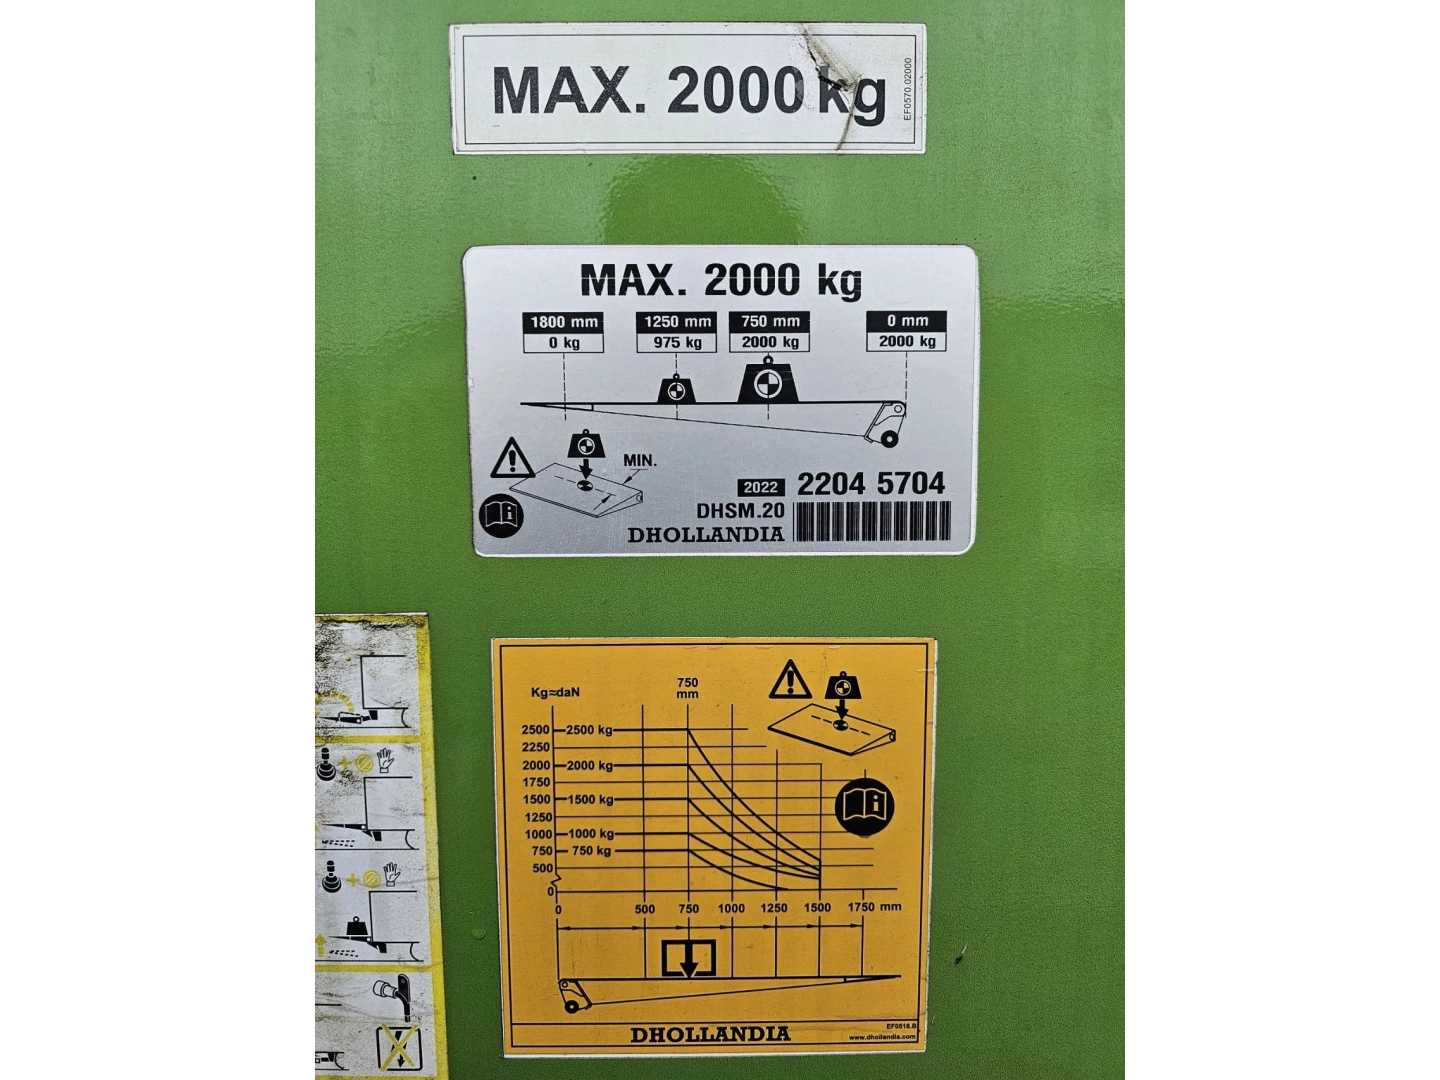 MAX. 2000 kg
EF0570.02000
MAX. 2000 kg
1800 mm 1250 mm 750 mm 0 mm
0 kg 975 kg 2000 kg 2000 kg
MIN.
2022 2204 5704
DHSM.20
DHOLLANDIA
Kg≈daN
750
mm
2500 2500 kg
2250
2000 2000 kg
1750
1500 1500 kg
1250
1000 1000 kg
750 750 kg
500
0
0 500 750 1000 1250 1500 1750 mm
DHOLLANDIA
EF0518.B
www.dhollandia.com